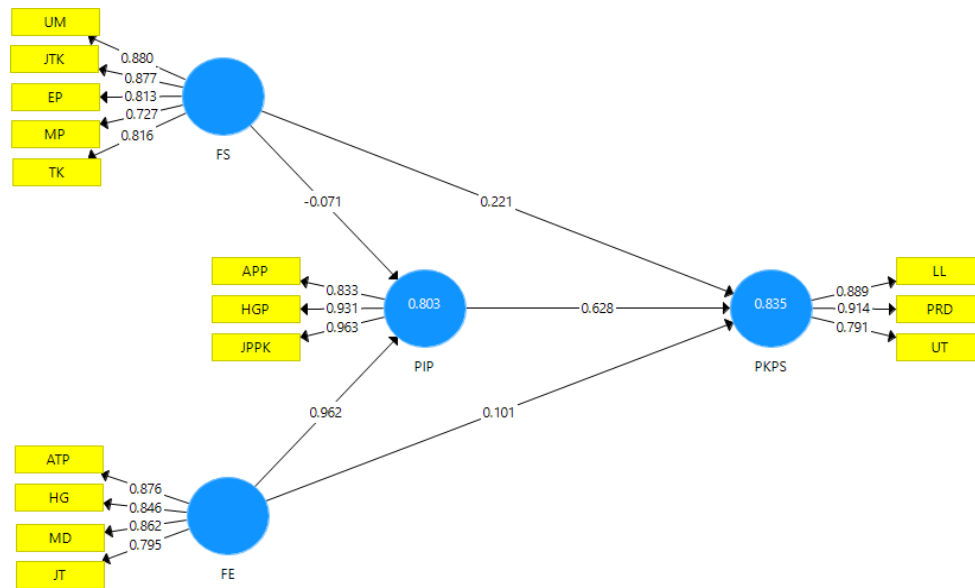 UM
JTK
EP
MP
TK
0.880
0.877
0.813
0.727
0.816
FS
-0.071
0.221
APP
HGP
JPPK
0.833
0.931
0.963
0.803
PIP
0.628
0.835
PKPS
0.889
0.914
0.791
LL
PRD
UT
0.962
0.101
ATP
HG
MD
JT
0.876
0.846
0.862
0.795
FE